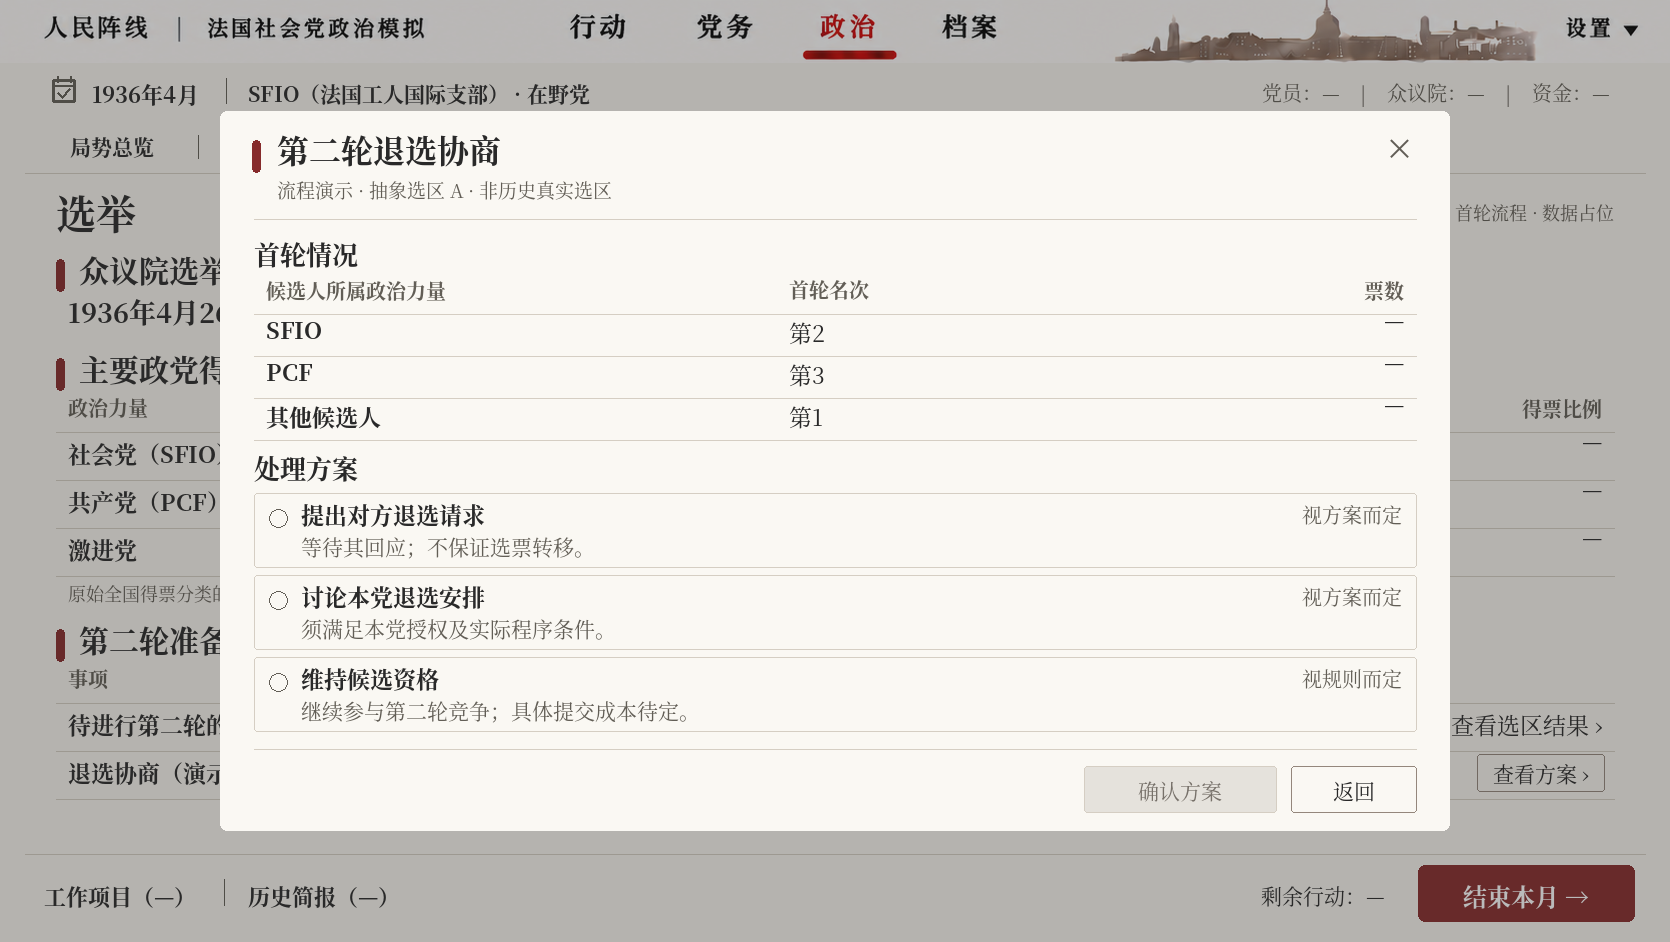 人民阵线 | 法国社会党政治模拟 行动 党务 政治 档案 设置 ▼
1936年4月 SFIO（法国工人国际支部）· 在野党 党员：— | 众议院：— | 资金：—
局势总览
选举 首轮流程 · 数据占位
众议院选举
1936年4月26
主要政党得
政治力量 得票比例
社会党（SFIO） —
共产党（PCF） —
激进党 —
原始全国得票分类的
第二轮准备
事项
待进行第二轮的 查看选区结果 ›
退选协商（演示 查看方案 ›
第二轮退选协商 ×
流程演示 · 抽象选区 A · 非历史真实选区
首轮情况
候选人所属政治力量 首轮名次 票数
SFIO 第2 —
PCF 第3 —
其他候选人 第1 —
处理方案
提出对方退选请求 视方案而定
等待其回应；不保证选票转移。
讨论本党退选安排 视方案而定
须满足本党授权及实际程序条件。
维持候选资格 视规则而定
继续参与第二轮竞争；具体提交成本待定。
确认方案 返回
工作项目（—） 历史简报（—） 剩余行动：— 结束本月 →